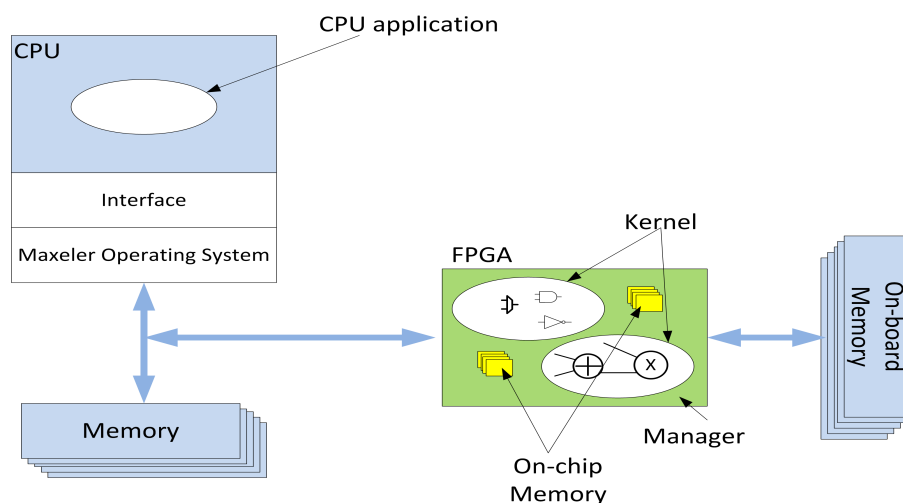 CPU application
CPU
Interface
Maxeler Operating System
Kernel
FPGA
On-board
Memory
X
Memory
Manager
On-chip
Memory